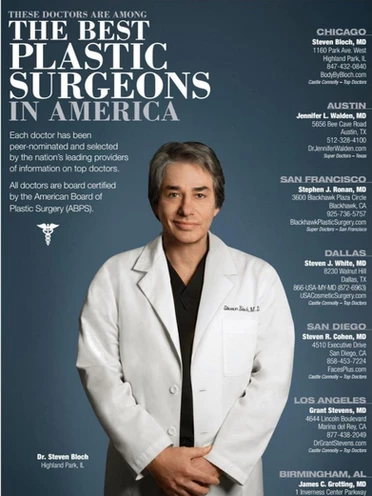 THESE DOCTORS ARE AMONG
THE BEST
PLASTIC
SURGEONS
IN AMERICA
Each doctor has been
peer-nominated and selected
by the nation's leading providers
of information on top doctors.
All doctors are board certified
by the American Board of
Plastic Surgery (ABPS).
Steven Bloch, M.D.
Dr. Steven Bloch
Highland Park, IL
CHICAGO
Steven Bloch, MD
1160 Park Ave. West
Highland Park, IL
847-432-0840
BodyByBloch.com
Castle Connolly – Top Doctors
AUSTIN
Jennifer L. Walden, MD
5656 Bee Cave Road
Austin, TX
512-328-4100
DrJenniferWalden.com
Super Doctors – Texas
SAN FRANCISCO
Stephen J. Ronan, MD
3600 Blackhawk Plaza Circle
Blackhawk, CA
925-736-5757
BlackhawkPlasticSurgery.com
Super Doctors – San Francisco
DALLAS
Steven J. White, MD
8230 Walnut Hill
Dallas, TX
866-USA-MY-MD (872-6963)
USACosmeticSurgery.com
Castle Connolly – Top Doctors
SAN DIEGO
Steven R. Cohen, MD
4510 Executive Drive
San Diego, CA
858-453-7224
FacesPlus.com
Castle Connolly – Top Doctors
LOS ANGELES
Grant Stevens, MD
4644 Lincoln Boulevard
Marina del Rey, CA
877-438-2049
DrGrantStevens.com
Castle Connolly – Top Doctors
BIRMINGHAM, AL
James C. Grotting, MD
1 Inverness Center Parkway